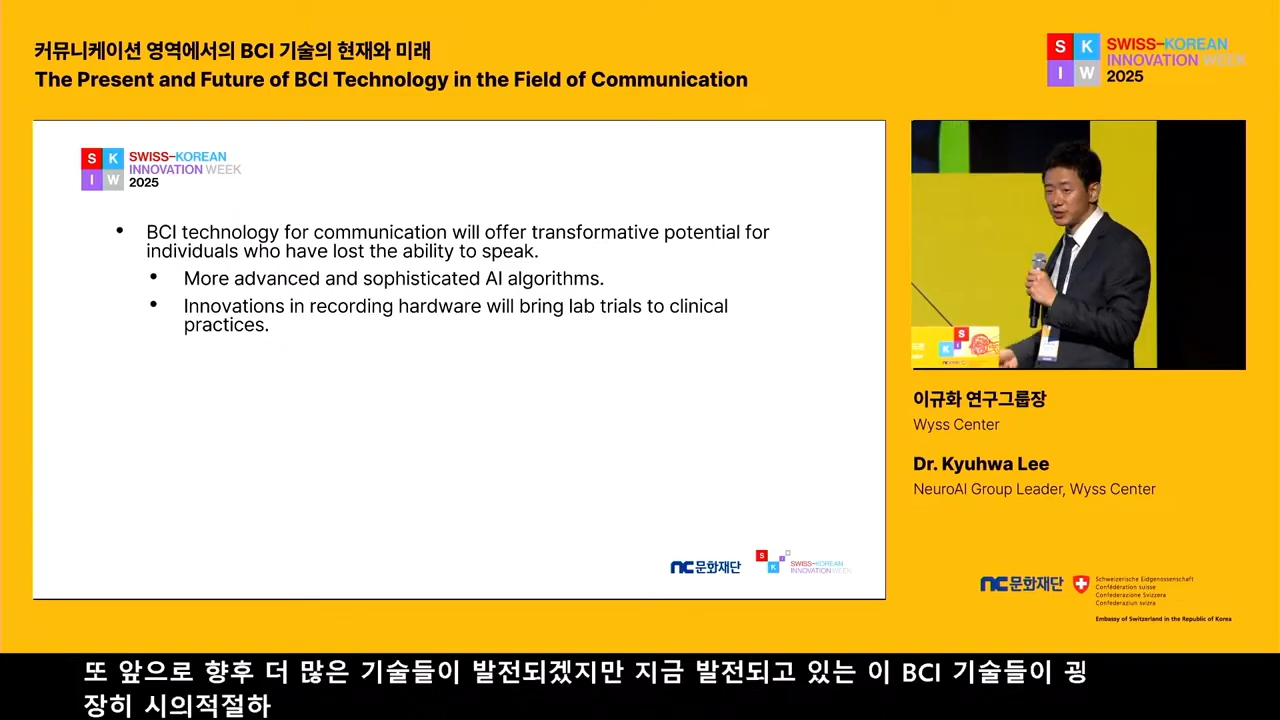 커뮤니케이션 영역에서의 BCI 기술의 현재와 미래
The Present and Future of BCI Technology in the Field of Communication
S K I W
SWISS-KOREAN
INNOVATION WEEK
2025
S K I W
SWISS-KOREAN
INNOVATION WEEK
2025
• BCI technology for communication will offer transformative potential for
individuals who have lost the ability to speak.
• More advanced and sophisticated AI algorithms.
• Innovations in recording hardware will bring lab trials to clinical
practices.
nc문화재단
S K I
SWISS-KOREAN
INNOVATION WEEK
S
K I
이규화 연구그룹장
Wyss Center
Dr. Kyuhwa Lee
NeuroAI Group Leader, Wyss Center
nc문화재단
Schweizerische Eidgenossenschaft
Confédération suisse
Confederazione Svizzera
Confederaziun svizra
Embassy of Switzerland in the Republic of Korea
또 앞으로 향후 더 많은 기술들이 발전되겠지만 지금 발전되고 있는 이 BCI 기술들이 굉
장히 시의적절하